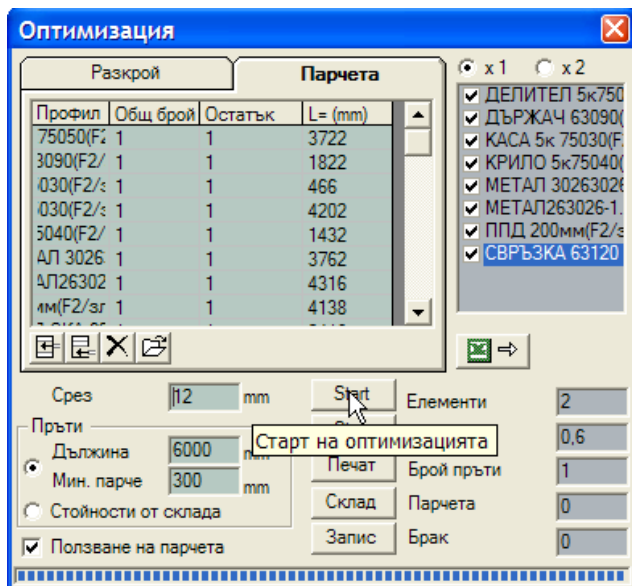 Оптимизация
Разкрой
Парчета
x 1
x 2
Профил Общ брой Остатък L= (mm)
75050(F2 1 1 3722
3090(F2/ 1 1 1822
030(F2/з 1 1 466
030(F2/з 1 1 4202
5040(F2/ 1 1 1432
АЛ 3026 1 1 3762
АЛ26302 1 1 4316
мм(F2/зл 1 1 4138
ДЕЛИТЕЛ 5к750
ДЪРЖАЧ 63090(
КАСА 5к 75030(F.
КРИЛО 5к75040(
МЕТАЛ 30263026
МЕТАЛ263026-1.
ППД 200мм(F2/з
СВРЪЗКА 63120
Срез 12 mm
Start
Старт на оптимизацията
Пръти
Дължина 6000
Мин. парче 300 mm
Стойности от склада
Ползване на парчета
Печат
Склад
Запис
Елементи 2
0,6
Брой пръти 1
Парчета 0
Брак 0